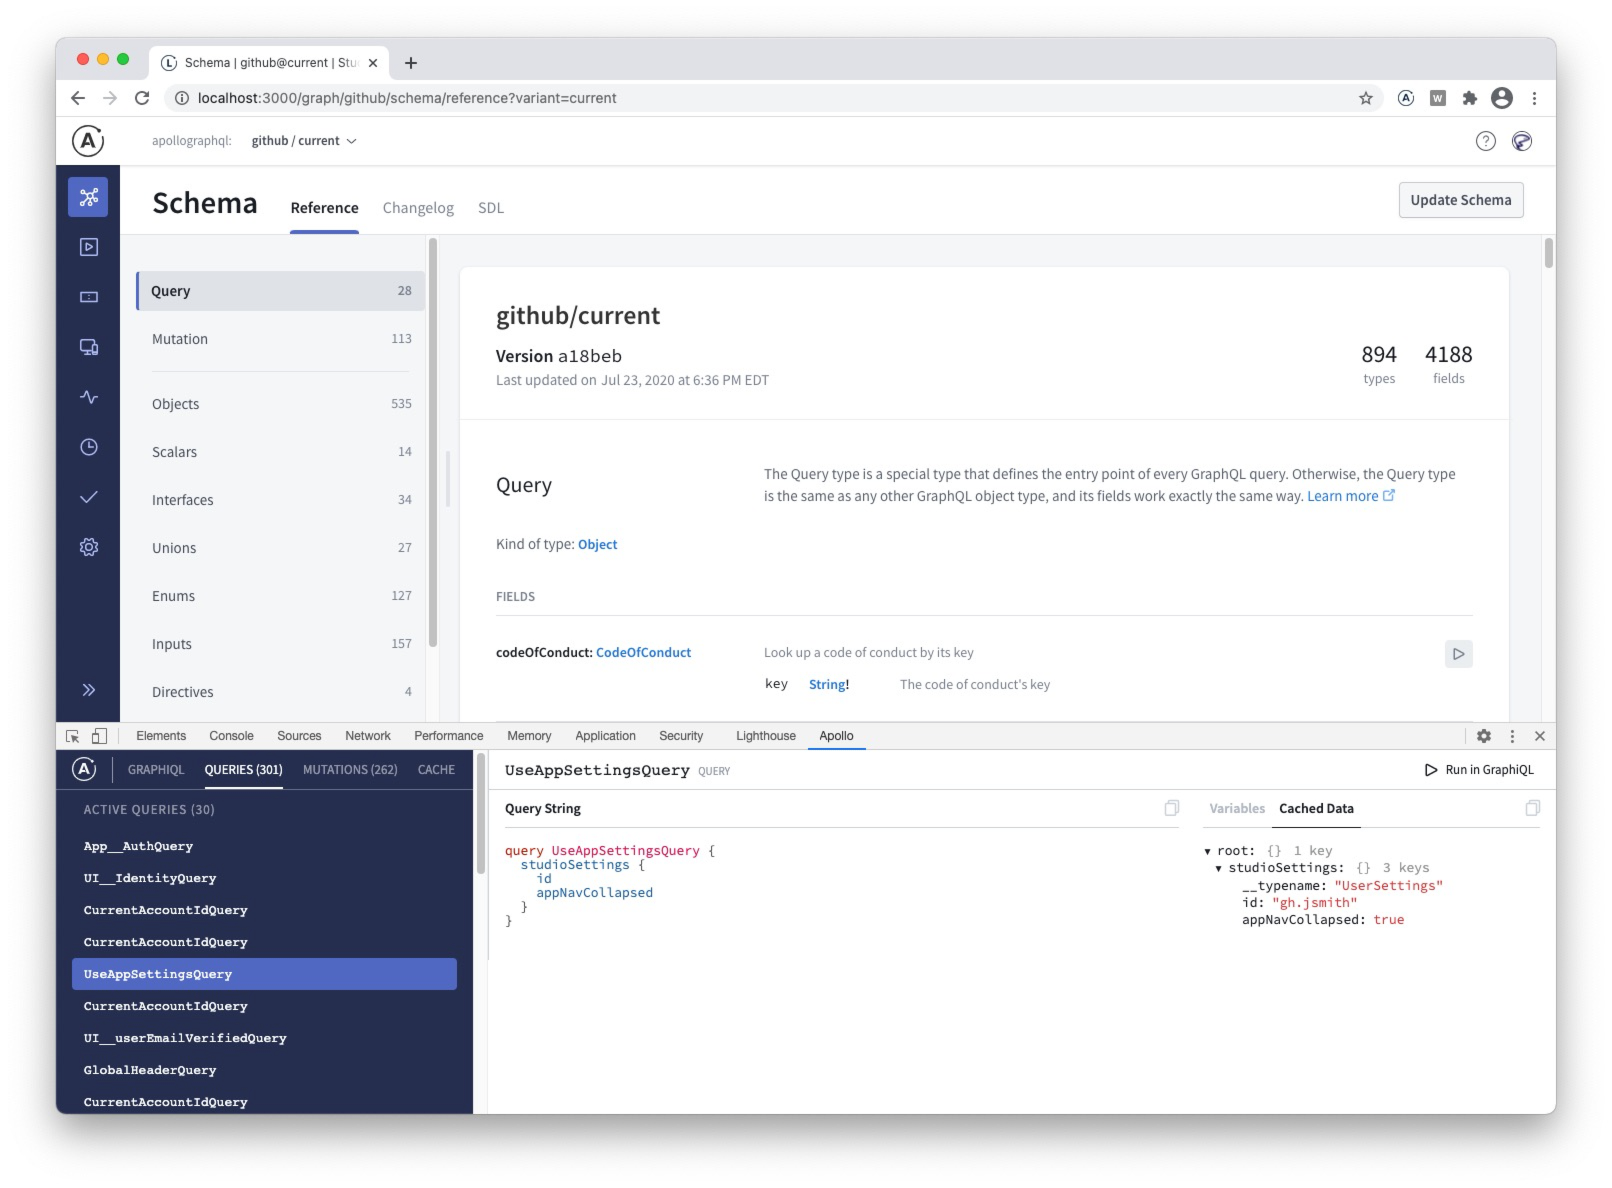 Schema | github@current | Stu
localhost:3000/graph/github/schema/reference?variant=current
apollographql: github / current
Schema Reference Changelog SDL Update Schema
Query 28
Mutation 113
Objects 535
Scalars 14
Interfaces 34
Unions 27
Enums 127
Inputs 157
Directives 4
github/current
Version a18beb
Last updated on Jul 23, 2020 at 6:36 PM EDT
894 4188
types fields
Query
The Query type is a special type that defines the entry point of every GraphQL query. Otherwise, the Query type
is the same as any other GraphQL object type, and its fields work exactly the same way. Learn more
Kind of type: Object
FIELDS
codeOfConduct: CodeOfConduct Look up a code of conduct by its key
key String! The code of conduct's key
Elements Console Sources Network Performance Memory Application Security Lighthouse Apollo
GRAPHIQL QUERIES (301) MUTATIONS (262) CACHE
ACTIVE QUERIES (30)
App__AuthQuery
UI__IdentityQuery
CurrentAccountIdQuery
CurrentAccountIdQuery
UseAppSettingsQuery
CurrentAccountIdQuery
UI__userEmailVerifiedQuery
GlobalHeaderQuery
CurrentAccountIdQuery
UseAppSettingsQuery QUERY Run in GraphiQL
Query String
query UseAppSettingsQuery {
studioSettings {
id
appNavCollapsed
}
}
Variables Cached Data
root: {} 1 key
studioSettings: {} 3 keys
__typename: "UserSettings"
id: "gh.jsmith"
appNavCollapsed: true